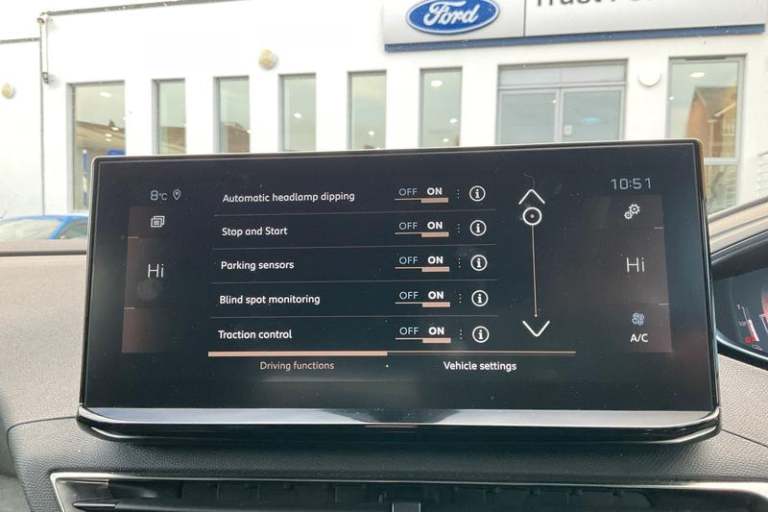 Ford
8°C
10:51
Automatic headlamp dipping OFF ON
Stop and Start OFF ON
Parking sensors OFF ON
Hi
Hi
Blind spot monitoring OFF ON
Traction control OFF ON
A/C
Driving functions
Vehicle settings